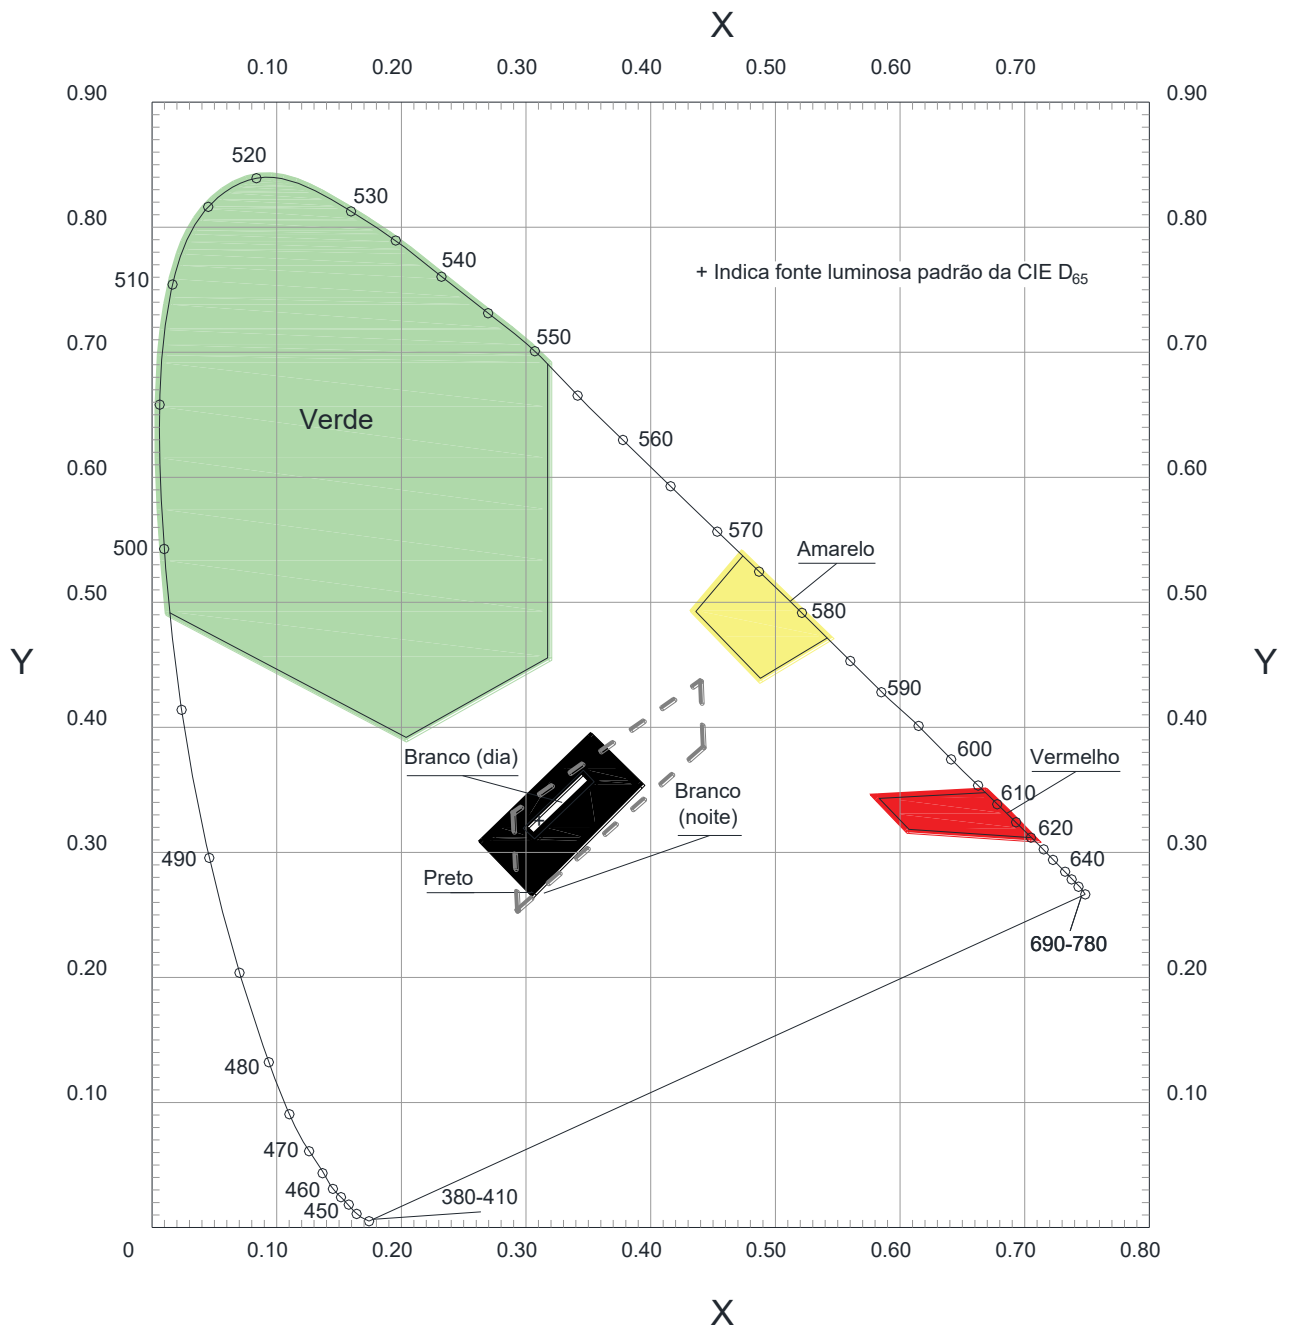 X
0.10 0.20 0.30 0.40 0.50 0.60 0.70
0.90 0.90
520
530
0.80 0.80
540
510
+ Indica fonte luminosa padrão da CIE D65
550
0.70 0.70
Verde
560
0.60 0.60
570
500
Amarelo
0.50 0.50
580
Y Y
590
0.40 0.40
600
Branco (dia)
Vermelho
Branco
(noite)
610
620
0.30 0.30
490
640
Preto
690-780
0.20 0.20
480
0.10 0.10
470
460
450
380-410
0 0.10 0.20 0.30 0.40 0.50 0.60 0.70 0.80
X